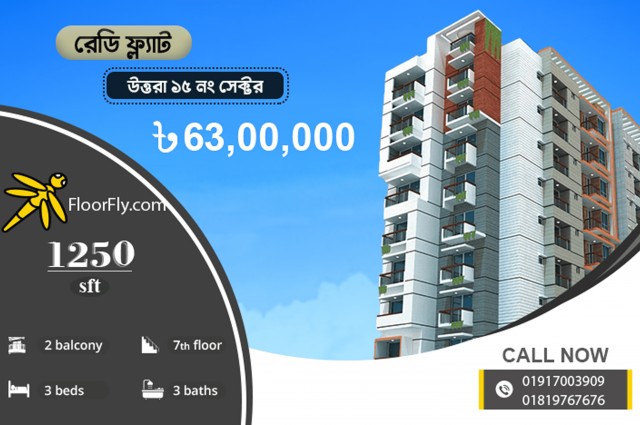 রেডি ফ্ল্যাট
উত্তরা ১৫ নং সেক্টর
৳ 63,00,000
FloorFly.com
1250
sft
2 balcony
7th floor
3 beds
3 baths
CALL NOW
01917003909
01819767676